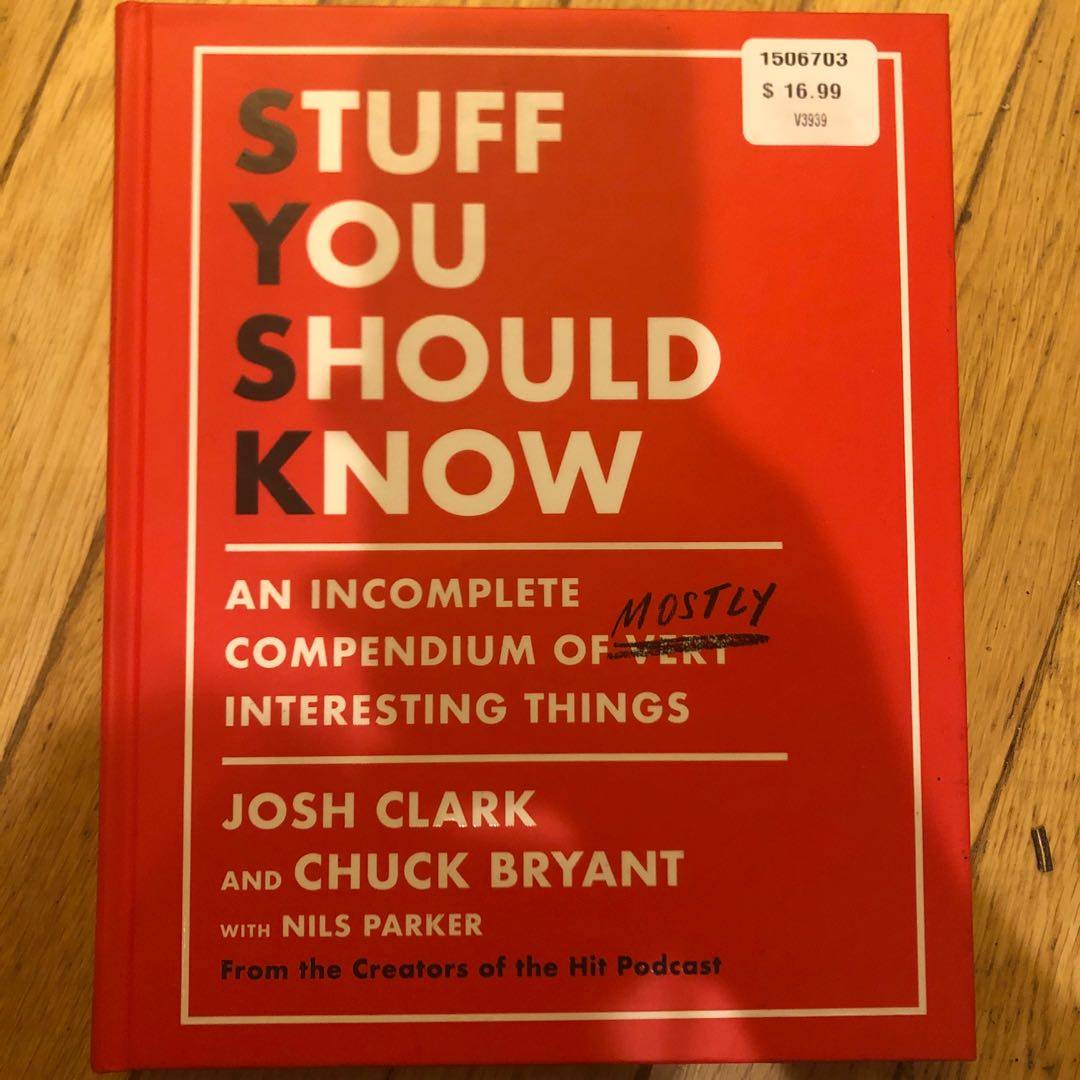 1506703
$ 16.99
V3939
STUFF
YOU
SHOULD
KNOW
AN INCOMPLETE
MOSTLY
COMPENDIUM OF VERY
INTERESTING THINGS
JOSH CLARK
AND CHUCK BRYANT
WITH NILS PARKER
From the Creators of the Hit Podcast